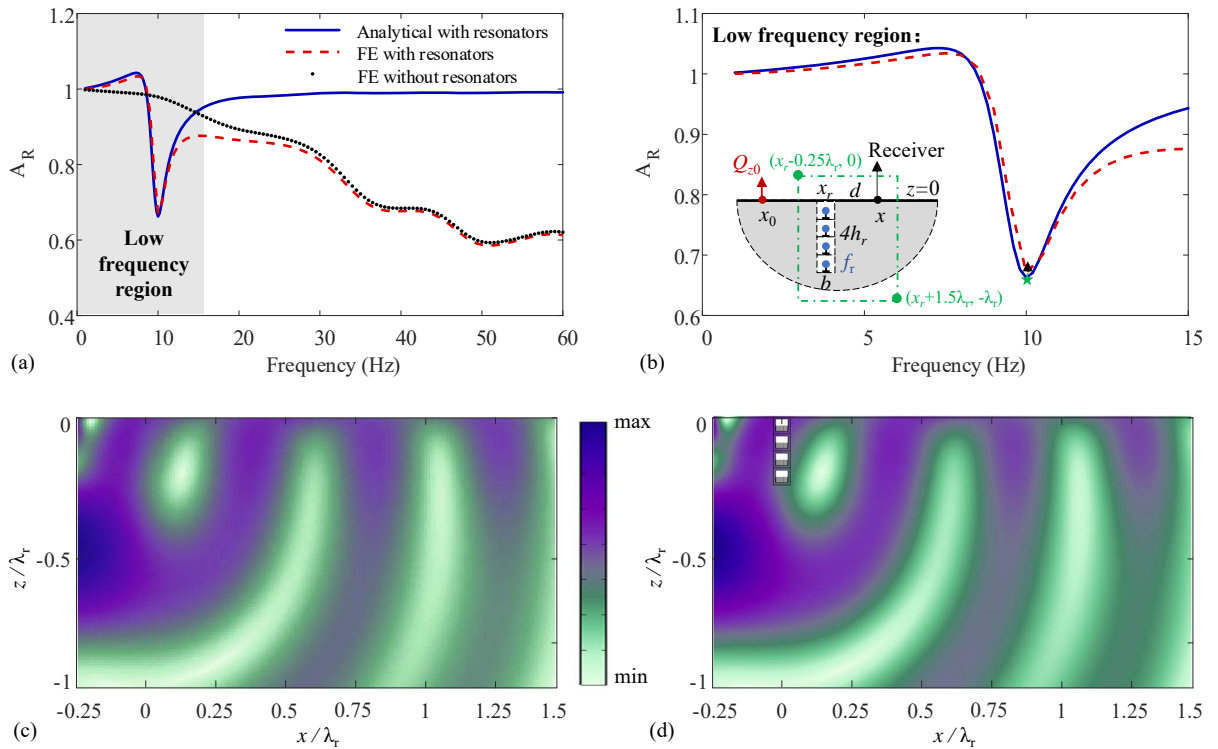 1.2
1
0.8
0.6
0.4
A_R
0 10 20 30 40 50 60
Frequency (Hz)
Analytical with resonators
FE with resonators
FE without resonators
Low
frequency
region
(a)
1.1
1
0.9
0.8
0.7
0.6
A_R
0 5 10 15
Frequency (Hz)
Low frequency region：
(x_r-0.25λ_r, 0)
Receiver
Q_z0
x_r d z=0
x_0 x
4h_r
f_r
b
(x_r+1.5λ_r, -λ_r)
(b)
0
-0.5
-1
z / λ_r
-0.25 0 0.25 0.5 0.75 1 1.25 1.5
x / λ_r
(c)
max
min
0
-0.5
-1
z / λ_r
-0.25 0 0.25 0.5 0.75 1 1.25 1.5
x / λ_r
(d)